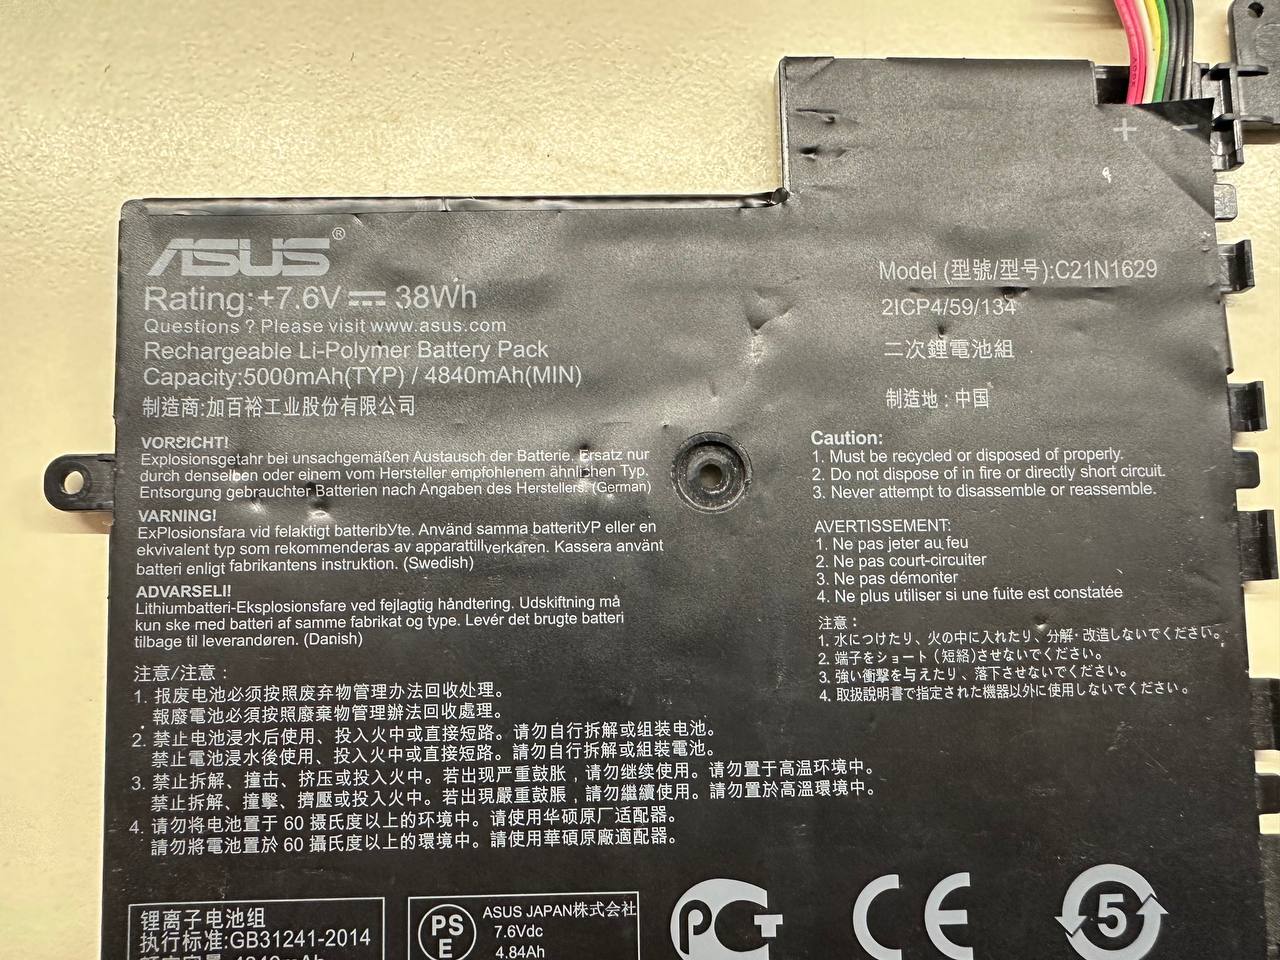 ASUS®
Rating:+7.6V 38Wh
Questions ? Please visit www.asus.com
Rechargeable Li-Polymer Battery Pack
Capacity:5000mAh(TYP) / 4840mAh(MIN)
制造商:加百裕工业股份有限公司
Model (型號/型号):C21N1629
2ICP4/59/134
二次鋰電池組
制造地 : 中国
+ −
VORSICHT!
Explosionsgetahr bei unsachgemäßen Austausch der Batterie. Ersatz nur
durch denselben oder einem vom Hersteller empfohlenem ähnlichen Typ.
Entsorgung gebrauchter Batterien nach Angaben des Herstellers. (German)
VARNING!
ExPlosionsfara vid felaktigt batteribУte. Använd samma batteritУP eller en
ekvivalent typ som rekommenderas av apparattillverkaren. Kassera använt
batteri enligt fabrikantens instruktion. (Swedish)
ADVARSELI!
Lithiumbatteri-Eksplosionsfare ved fejlagtig håndtering. Udskiftning må
kun ske med batteri af samme fabrikat og type. Levér det brugte batteri
tilbage til leverandøren. (Danish)
Caution:
1. Must be recycled or disposed of properly.
2. Do not dispose of in fire or directly short circuit.
3. Never attempt to disassemble or reassemble.
AVERTISSEMENT:
1. Ne pas jeter au feu
2. Ne pas court-circuiter
3. Ne pas démonter
4. Ne plus utiliser si une fuite est constatée
注意 :
1. 水につけたり、火の中に入れたり、分解·改造しないでください。
2. 端子をショート (短絡)させないでください。
3. 強い衝撃を与えたり、落下させないでください。
4. 取扱説明書で指定された機器以外に使用しないでください。
注意/注意 :
1. 报废电池必须按照废弃物管理办法回收处理。
報廢電池必須按照廢棄物管理辦法回收處理。
2. 禁止电池浸水后使用、投入火中或直接短路。请勿自行拆解或组装电池。
禁止電池浸水後使用、投入火中或直接短路。請勿自行拆解或組裝電池。
3. 禁止拆解、撞击、挤压或投入火中。若出现严重鼓胀,请勿继续使用。请勿置于高温环境中。
禁止拆解、撞擊、擠壓或投入火中。若出現嚴重鼓脹,請勿繼續使用。請勿置於高溫環境中。
4. 请勿将电池置于 60 摄氏度以上的环境中。请使用华硕原厂适配器。
請勿將電池置於 60 攝氏度以上的環境中。請使用華碩原廠適配器。
锂离子电池组
执行标准:GB31241-2014
PS
E
ASUS JAPAN株式会社
7.6Vdc
4.84Ah
PCT
CE
5